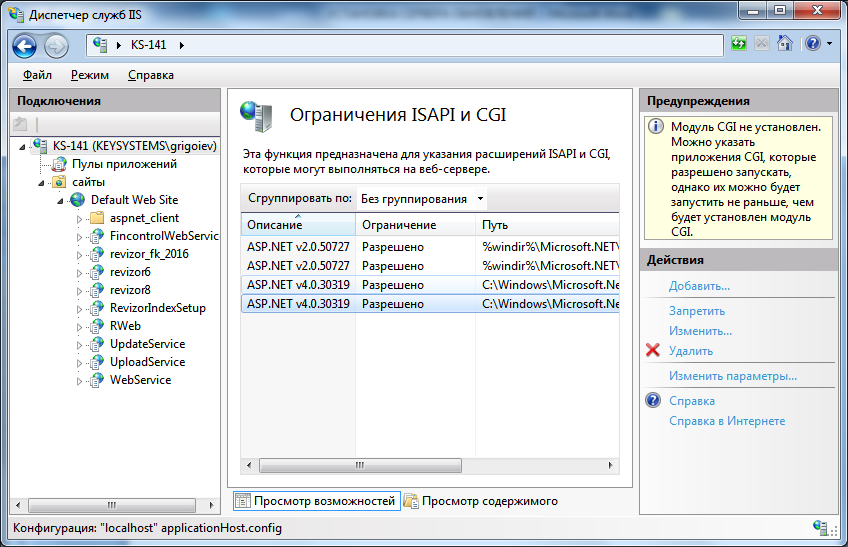 Диспетчер служб IIS
KS-141
Файл Режим Справка
Подключения
KS-141 (KEYSYSTEMS\grigoiev)
Пулы приложений
сайты
Default Web Site
aspnet_client
FincontrolWebServic
revizor_fk_2016
revizor6
revizor8
RevizorIndexSetup
RWeb
UpdateService
UploadService
WebService
Ограничения ISAPI и CGI
Эта функция предназначена для указания расширений ISAPI и CGI,
которые могут выполняться на веб-сервере.
Сгруппировать по: Без группирования
Описание Ограничение Путь
ASP.NET v2.0.50727 Разрешено %windir%\Microsoft.NET\
ASP.NET v2.0.50727 Разрешено %windir%\Microsoft.NET\
ASP.NET v4.0.30319 Разрешено C:\Windows\Microsoft.Ne
ASP.NET v4.0.30319 Разрешено C:\Windows\Microsoft.Ne
Просмотр возможностей Просмотр содержимого
Предупреждения
Модуль CGI не установлен.
Можно указать
приложения CGI, которые
разрешено запускать,
однако их можно будет
запустить не раньше, чем
будет установлен модуль
CGI.
Действия
Добавить...
Запретить
Изменить...
Удалить
Изменить параметры...
Справка
Справка в Интернете
Конфигурация: "localhost" applicationHost.config